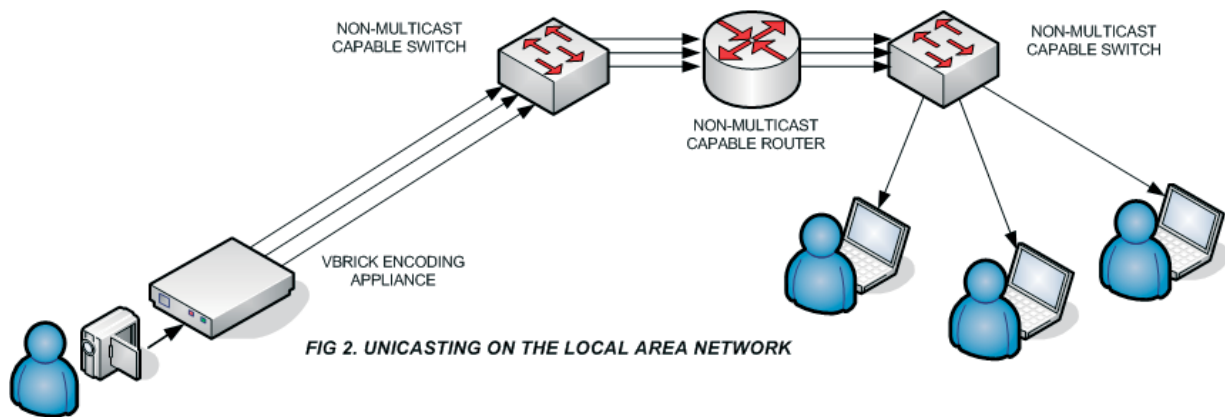 NON-MULTICAST
CAPABLE SWITCH
NON-MULTICAST
CAPABLE SWITCH
NON-MULTICAST
CAPABLE ROUTER
VBRICK ENCODING
APPLIANCE
FIG 2. UNICASTING ON THE LOCAL AREA NETWORK